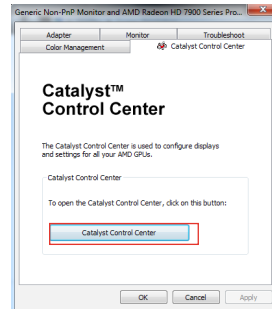 Generic Non-PnP Monitor and AMD Radeon HD 7900 Series Pro...
Adapter Monitor Troubleshoot
Color Management Catalyst Control Center
Catalyst™
Control Center
The Catalyst Control Center is used to configure displays
and settings for all your AMD GPUs.
Catalyst Control Center
To open the Catalyst Control Center, click on this button:
Catalyst Control Center
OK Cancel Apply